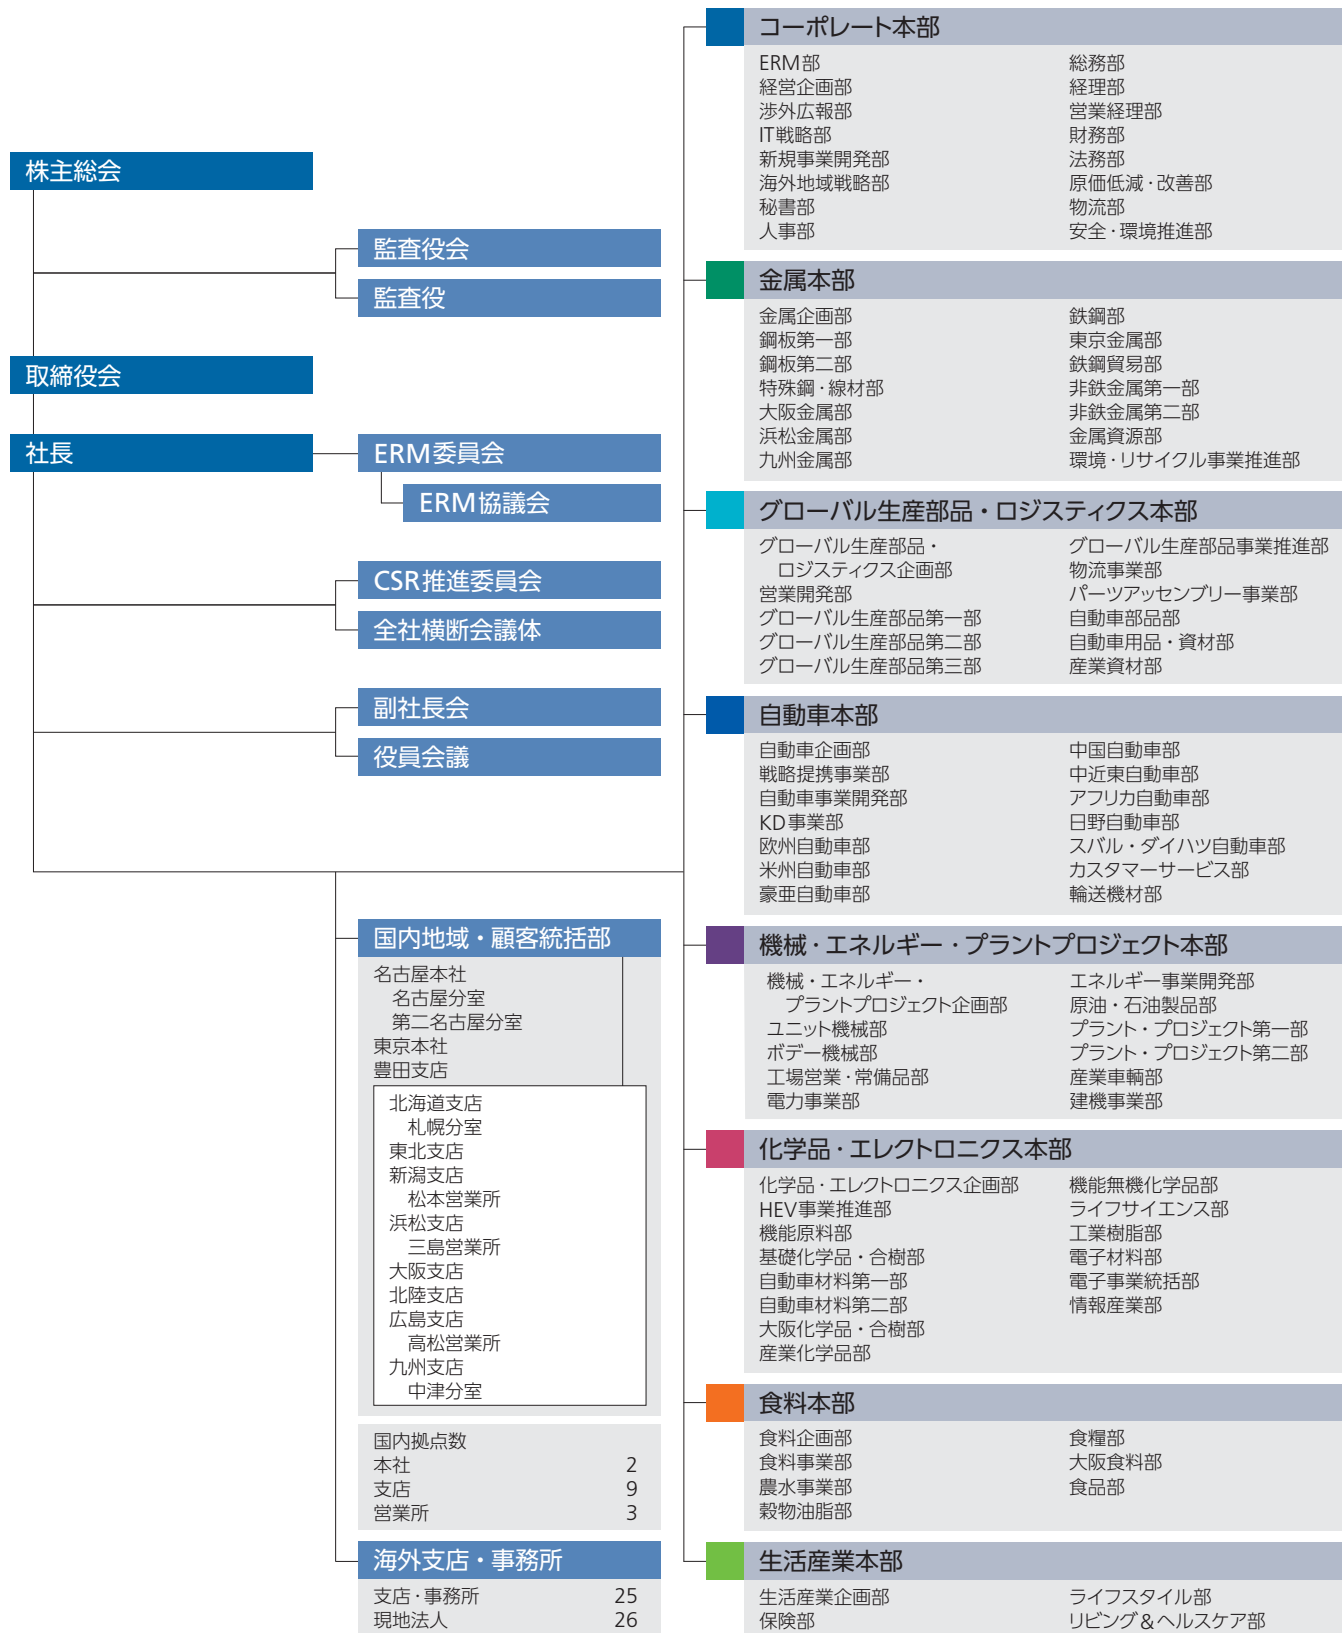 株主総会
監査役会
監査役
取締役会
社長
ERM委員会
ERM協議会
CSR推進委員会
全社横断会議体
副社長会
役員会議
国内地域・顧客統括部
名古屋本社
名古屋分室
第二名古屋分室
東京本社
豊田支店
北海道支店
札幌分室
東北支店
新潟支店
松本営業所
浜松支店
三島営業所
大阪支店
北陸支店
広島支店
高松営業所
九州支店
中津分室
国内拠点数
本社 2
支店 9
営業所 3
海外支店・事務所
支店・事務所 25
現地法人 26
コーポレート本部
ERM部
経営企画部
渉外広報部
IT戦略部
新規事業開発部
海外地域戦略部
秘書部
人事部
総務部
経理部
営業経理部
財務部
法務部
原価低減・改善部
物流部
安全・環境推進部
金属本部
金属企画部
鋼板第一部
鋼板第二部
特殊鋼・線材部
大阪金属部
浜松金属部
九州金属部
鉄鋼部
東京金属部
鉄鋼貿易部
非鉄金属第一部
非鉄金属第二部
金属資源部
環境・リサイクル事業推進部
グローバル生産部品・ロジスティクス本部
グローバル生産部品・
ロジスティクス企画部
営業開発部
グローバル生産部品第一部
グローバル生産部品第二部
グローバル生産部品第三部
グローバル生産部品事業推進部
物流事業部
パーツアッセンブリー事業部
自動車部品部
自動車用品・資材部
産業資材部
自動車本部
自動車企画部
戦略提携事業部
自動車事業開発部
KD事業部
欧州自動車部
米州自動車部
豪亜自動車部
中国自動車部
中近東自動車部
アフリカ自動車部
日野自動車部
スバル・ダイハツ自動車部
カスタマーサービス部
輸送機材部
機械・エネルギー・プラントプロジェクト本部
機械・エネルギー・
プラントプロジェクト企画部
ユニット機械部
ボデー機械部
工場営業・常備品部
電力事業部
エネルギー事業開発部
原油・石油製品部
プラント・プロジェクト第一部
プラント・プロジェクト第二部
産業車輌部
建機事業部
化学品・エレクトロニクス本部
化学品・エレクトロニクス企画部
HEV事業推進部
機能原料部
基礎化学品・合樹部
自動車材料第一部
自動車材料第二部
大阪化学品・合樹部
産業化学品部
機能無機化学品部
ライフサイエンス部
工業樹脂部
電子材料部
電子事業統括部
情報産業部
食料本部
食料企画部
食料事業部
農水事業部
穀物油脂部
食糧部
大阪食料部
食品部
生活産業本部
生活産業企画部
保険部
ライフスタイル部
リビング＆ヘルスケア部